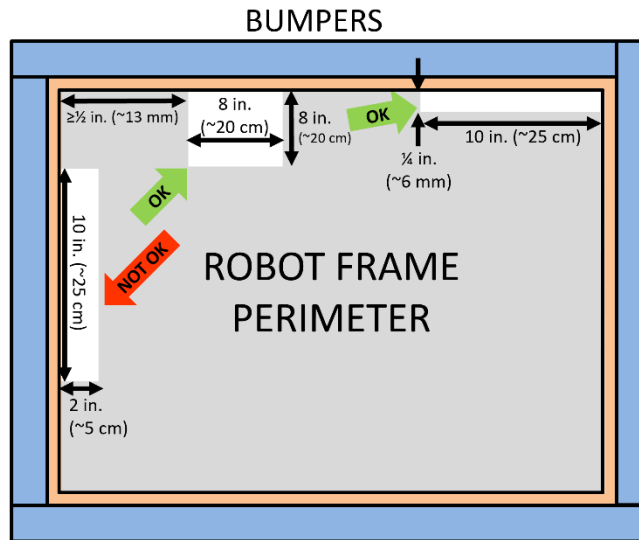 BUMPERS
≥½ in. (~13 mm)
8 in.
(~20 cm)
8 in.
(~20 cm)
OK
10 in. (~25 cm)
¼ in.
(~6 mm)
OK
NOT OK
10 in. (~25 cm)
2 in.
(~5 cm)
ROBOT FRAME
PERIMETER